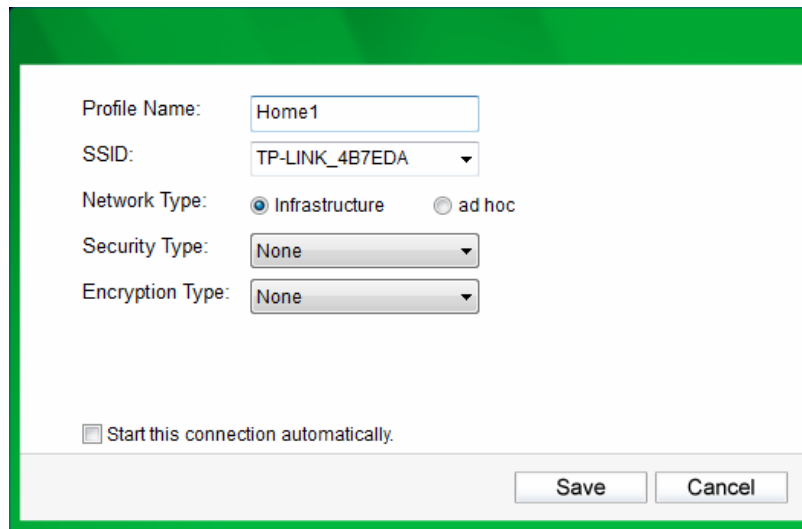 Profile Name: Home1
SSID: TP-LINK_4B7EDA
Network Type: Infrastructure ad hoc
Security Type: None
Encryption Type: None
Start this connection automatically.
Save Cancel